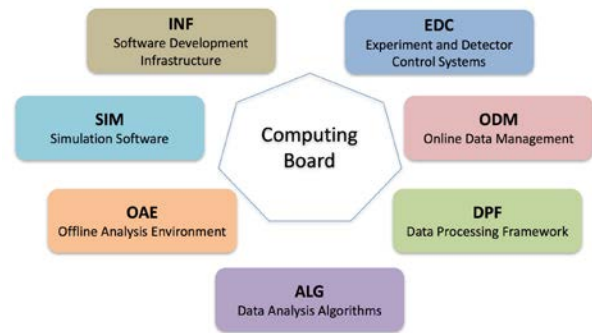 INF
Software Development
Infrastructure
EDC
Experiment and Detector
Control Systems
SIM
Simulation Software
Computing
Board
ODM
Online Data Management
OAE
Offline Analysis Environment
DPF
Data Processing Framework
ALG
Data Analysis Algorithms